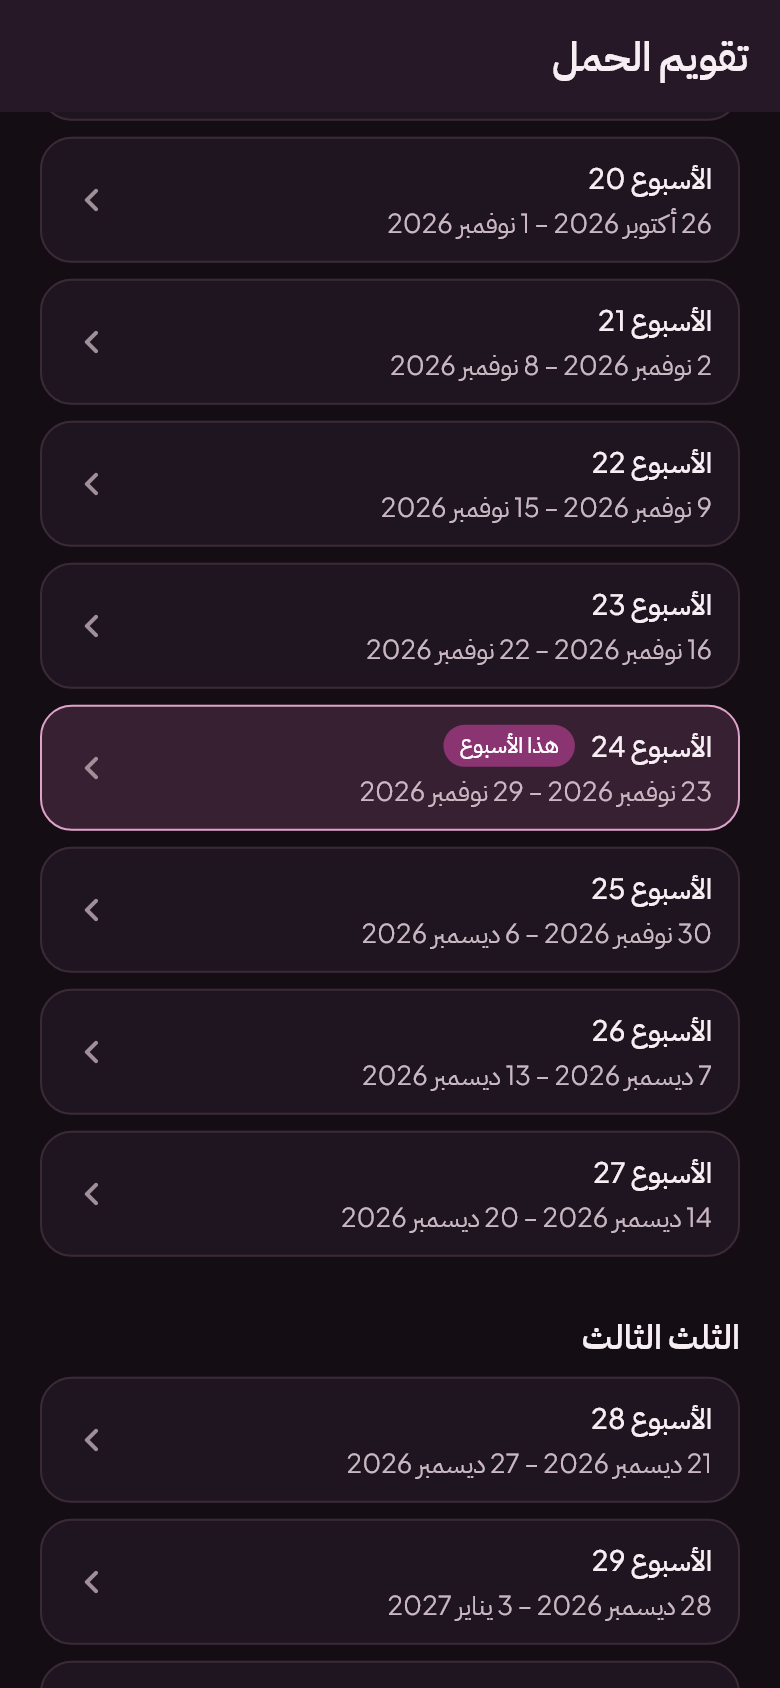 تقويم الحمل
الأسبوع 20
26 أكتوبر 2026 – 1 نوفمبر 2026
الأسبوع 21
2 نوفمبر 2026 – 8 نوفمبر 2026
الأسبوع 22
9 نوفمبر 2026 – 15 نوفمبر 2026
الأسبوع 23
16 نوفمبر 2026 – 22 نوفمبر 2026
الأسبوع 24 هذا الأسبوع
23 نوفمبر 2026 – 29 نوفمبر 2026
الأسبوع 25
30 نوفمبر 2026 – 6 ديسمبر 2026
الأسبوع 26
7 ديسمبر 2026 – 13 ديسمبر 2026
الأسبوع 27
14 ديسمبر 2026 – 20 ديسمبر 2026
الثلث الثالث
الأسبوع 28
21 ديسمبر 2026 – 27 ديسمبر 2026
الأسبوع 29
28 ديسمبر 2026 – 3 يناير 2027